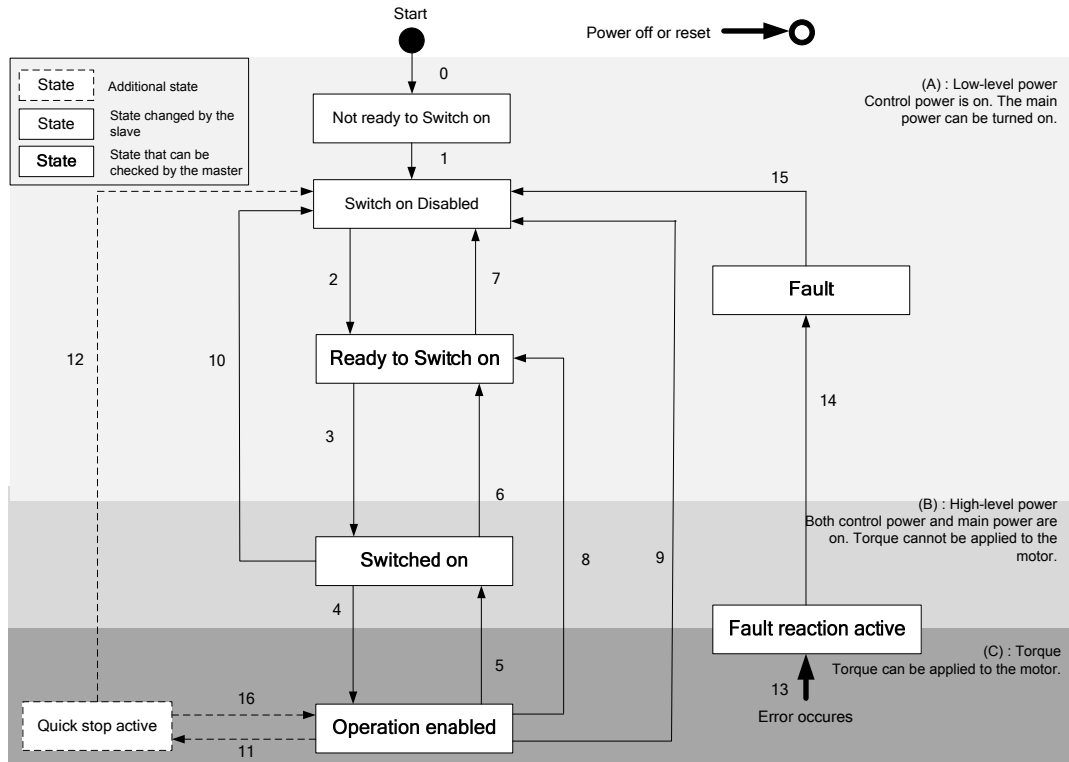 Start
Power off or reset
0
State
Additional state
State
State changed by the
slave
State
State that can be
checked by the master
(A) : Low-level power
Control power is on. The main
power can be turned on.
Not ready to Switch on
1
15
Switch on Disabled
2
7
Fault
12
10
Ready to Switch on
14
3
6
(B) : High-level power
Both control power and main power are
on. Torque cannot be applied to the
motor.
Switched on
8
9
4
Fault reaction active
5
(C) : Torque
Torque can be applied to the motor.
13
Error occures
16
Quick stop active
Operation enabled
11